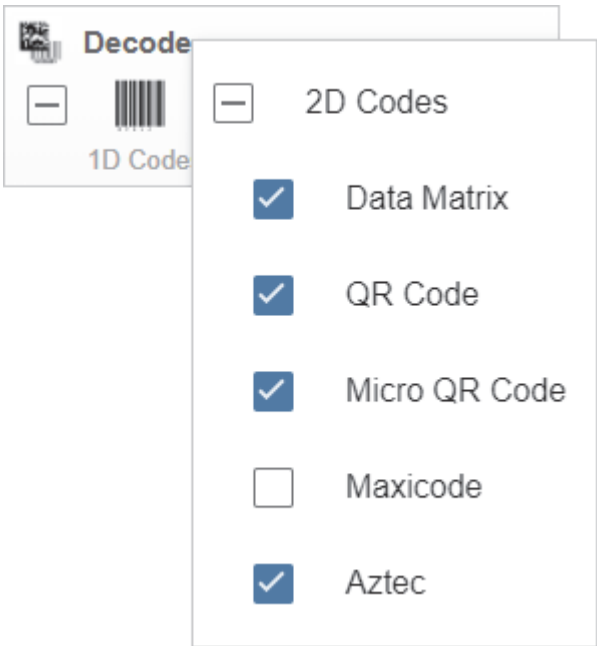 Decode
1D Code
2D Codes
Data Matrix
QR Code
Micro QR Code
Maxicode
Aztec